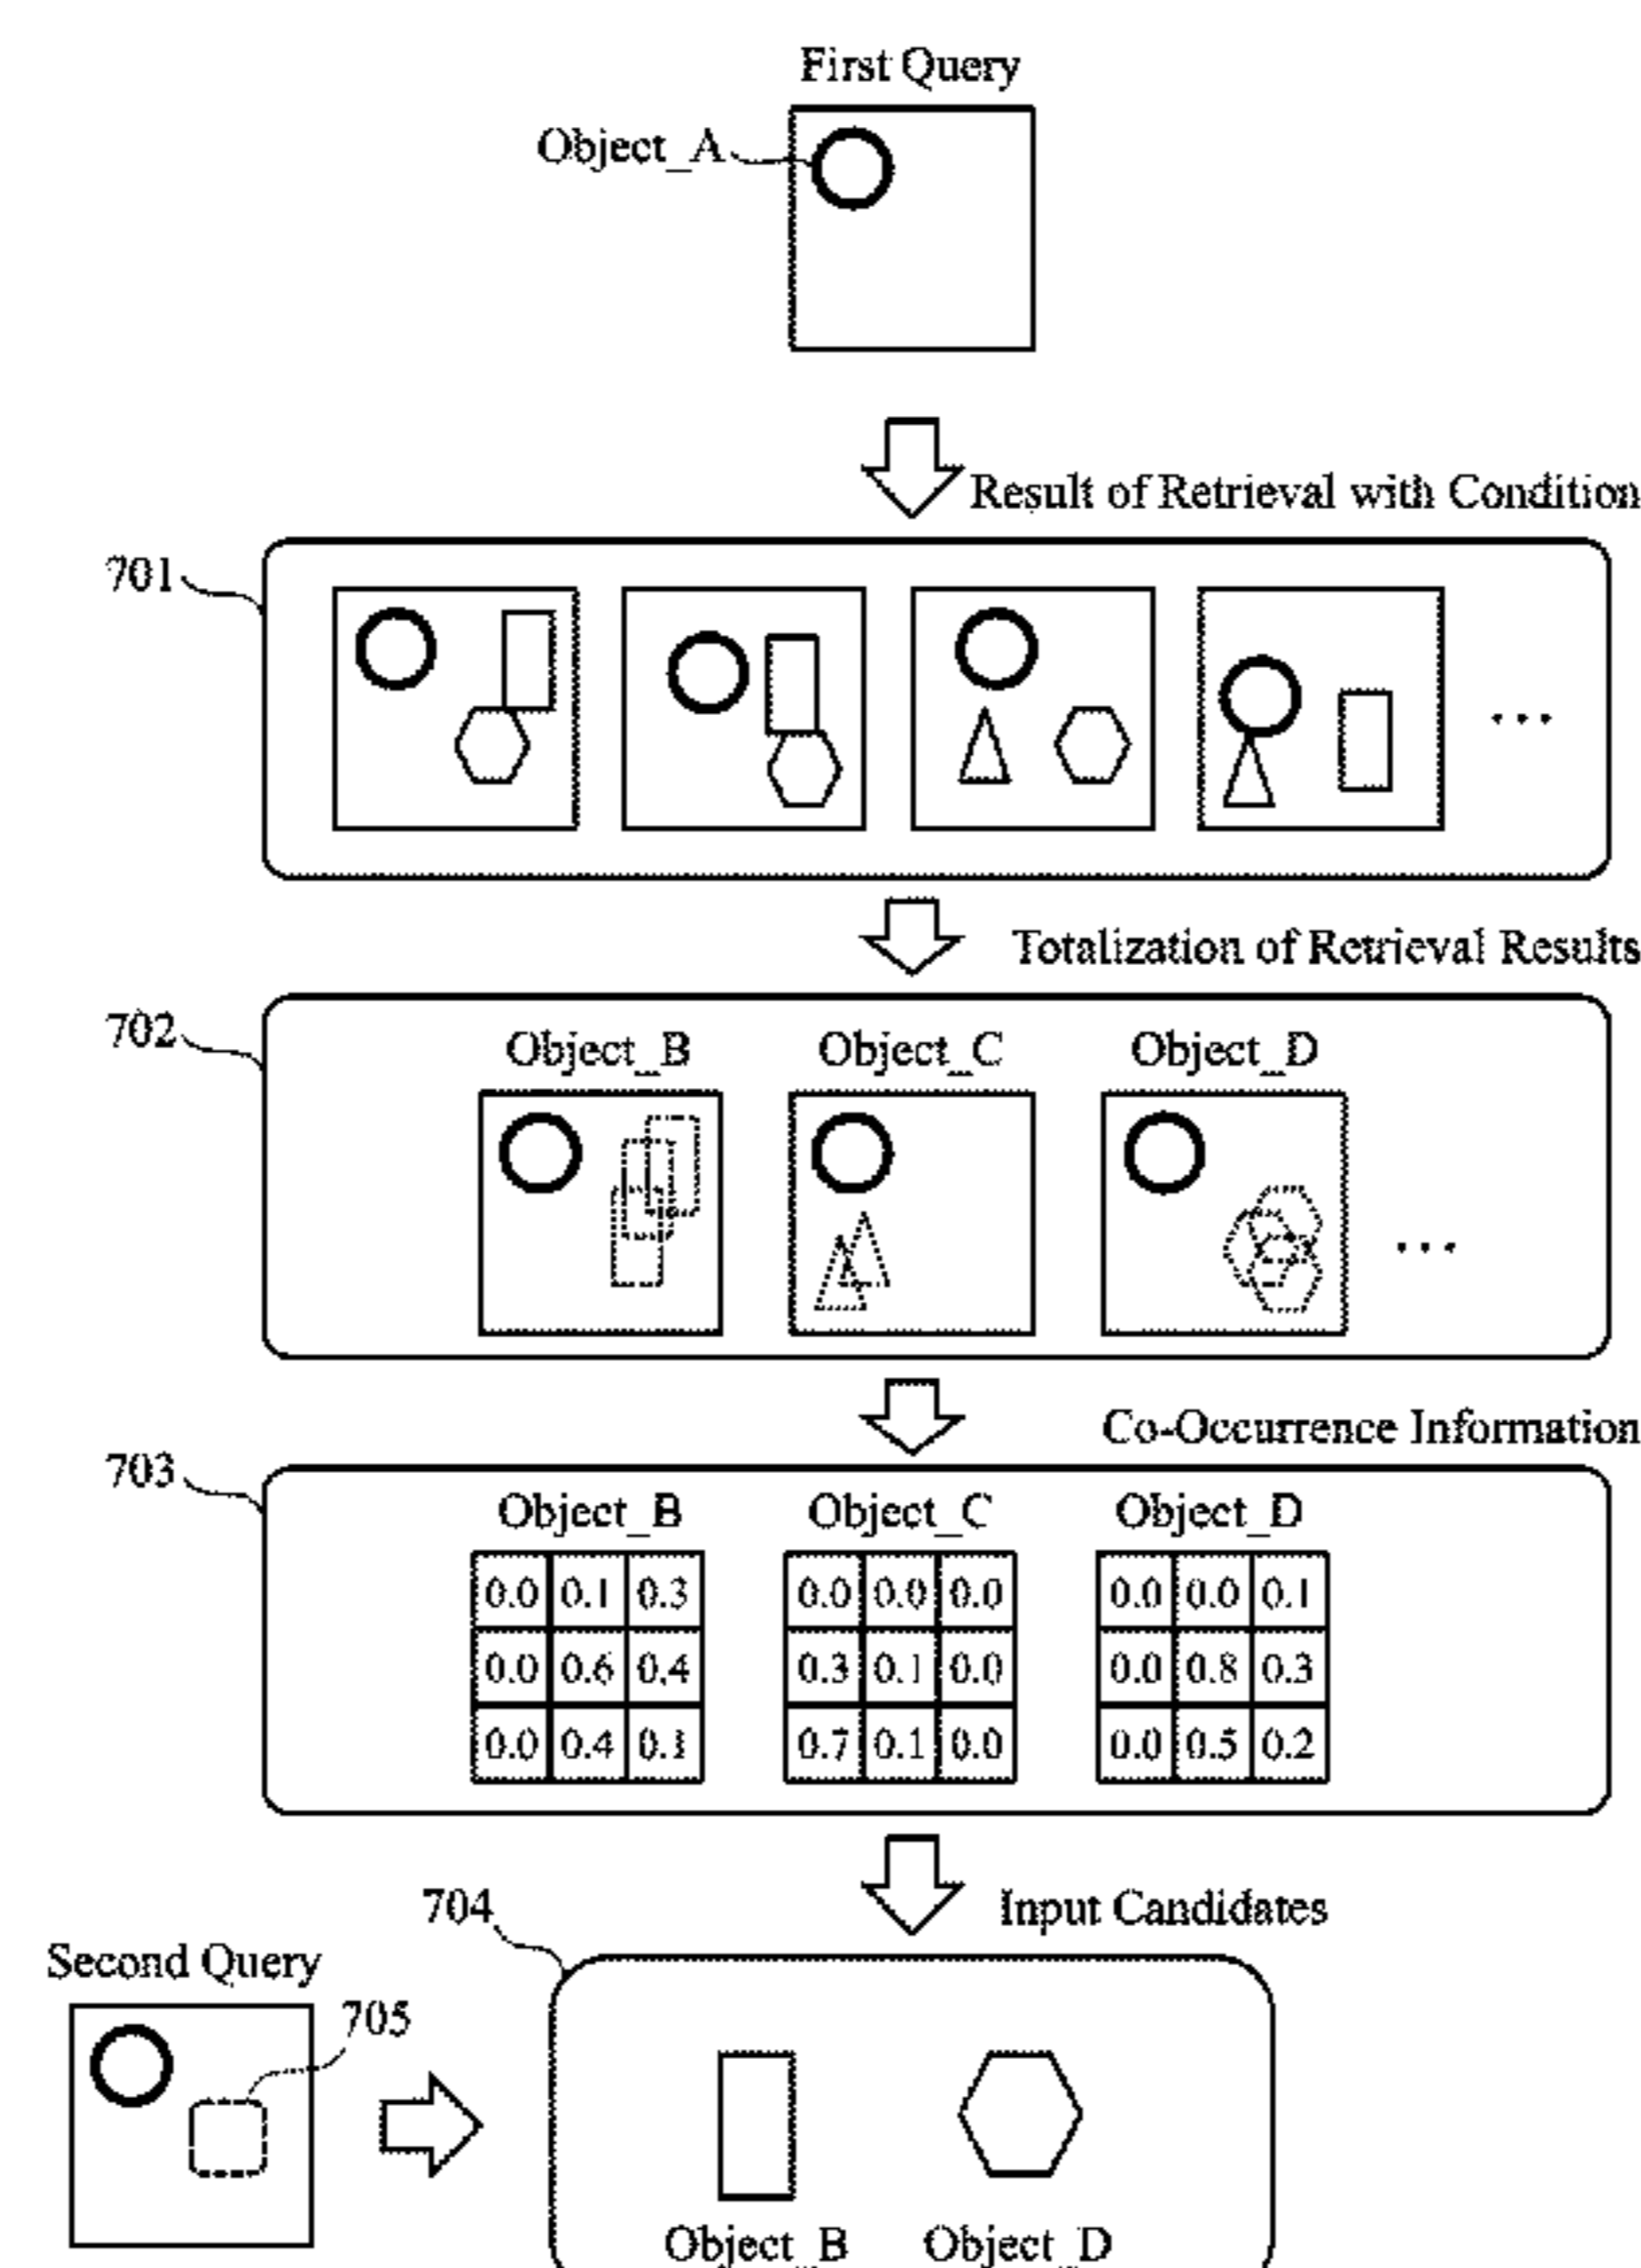 First Query
Object_A
Result of Retrieval with Condition
701
...
Totalization of Retrieval Results
702
Object_B Object_C Object_D
...
Co-Occurrence Information
703
Object_B Object_C Object_D
0.0 0.1 0.3 0.0 0.0 0.0 0.0 0.0 0.1
0.0 0.6 0.4 0.3 0.1 0.0 0.0 0.8 0.3
0.0 0.4 0.1 0.7 0.1 0.0 0.0 0.5 0.2
704
Input Candidates
Second Query
705
Object_B Object_D